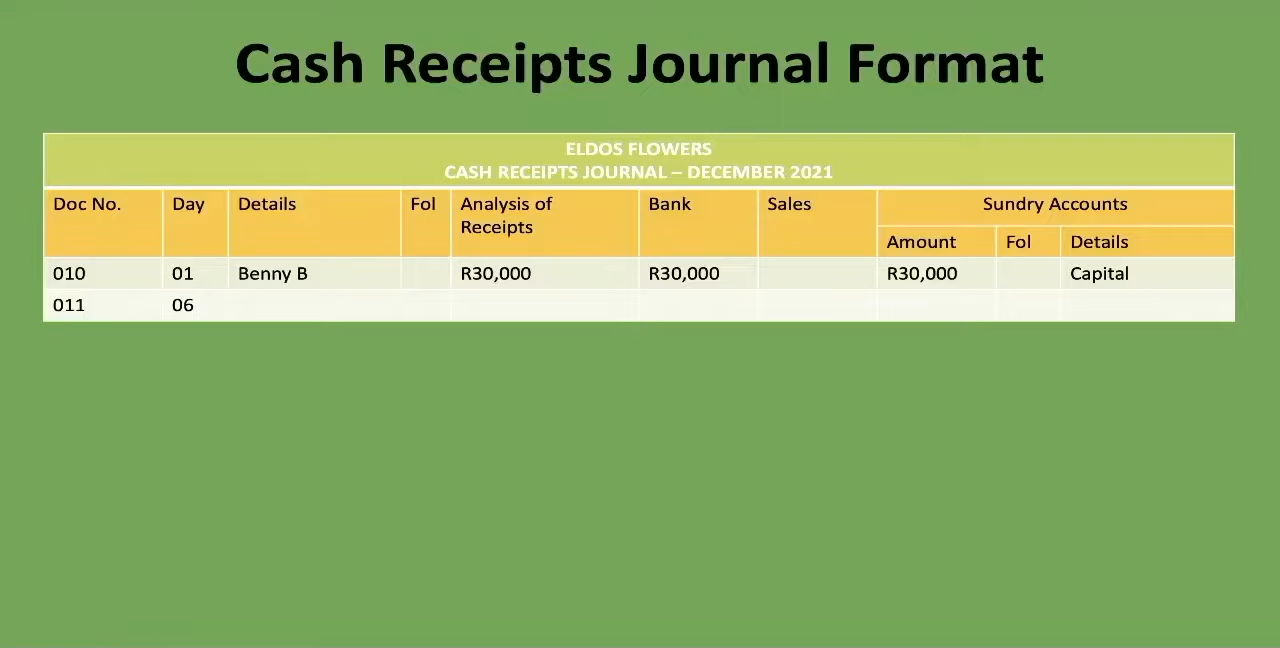 Cash Receipts Journal Format
ELDOS FLOWERS
CASH RECEIPTS JOURNAL – DECEMBER 2021
Doc No. Day Details Fol Analysis of Receipts Bank Sales Sundry Accounts
Amount Fol Details
010 01 Benny B R30,000 R30,000 R30,000 Capital
011 06